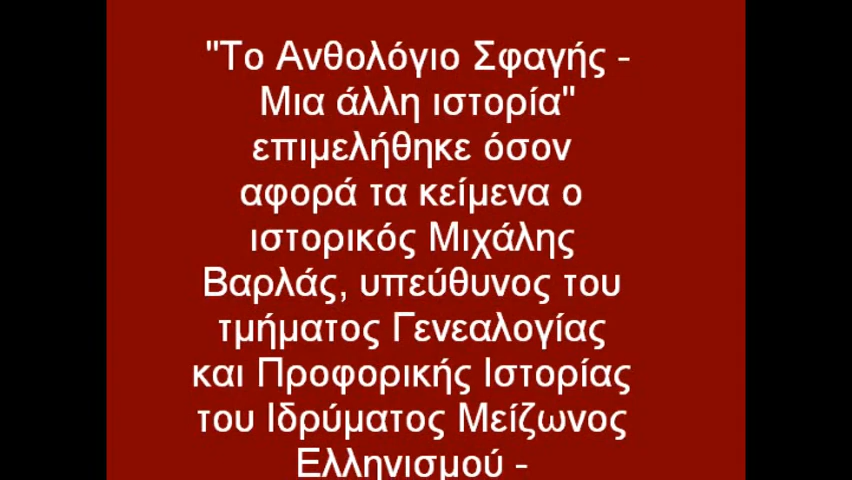 "Το Ανθολόγιο Σφαγής -
Μια άλλη ιστορία"
επιμελήθηκε όσον
αφορά τα κείμενα ο
ιστορικός Μιχάλης
Βαρλάς, υπεύθυνος του
τμήματος Γενεαλογίας
και Προφορικής Ιστορίας
του Ιδρύματος Μείζωνος
Ελληνισμού -